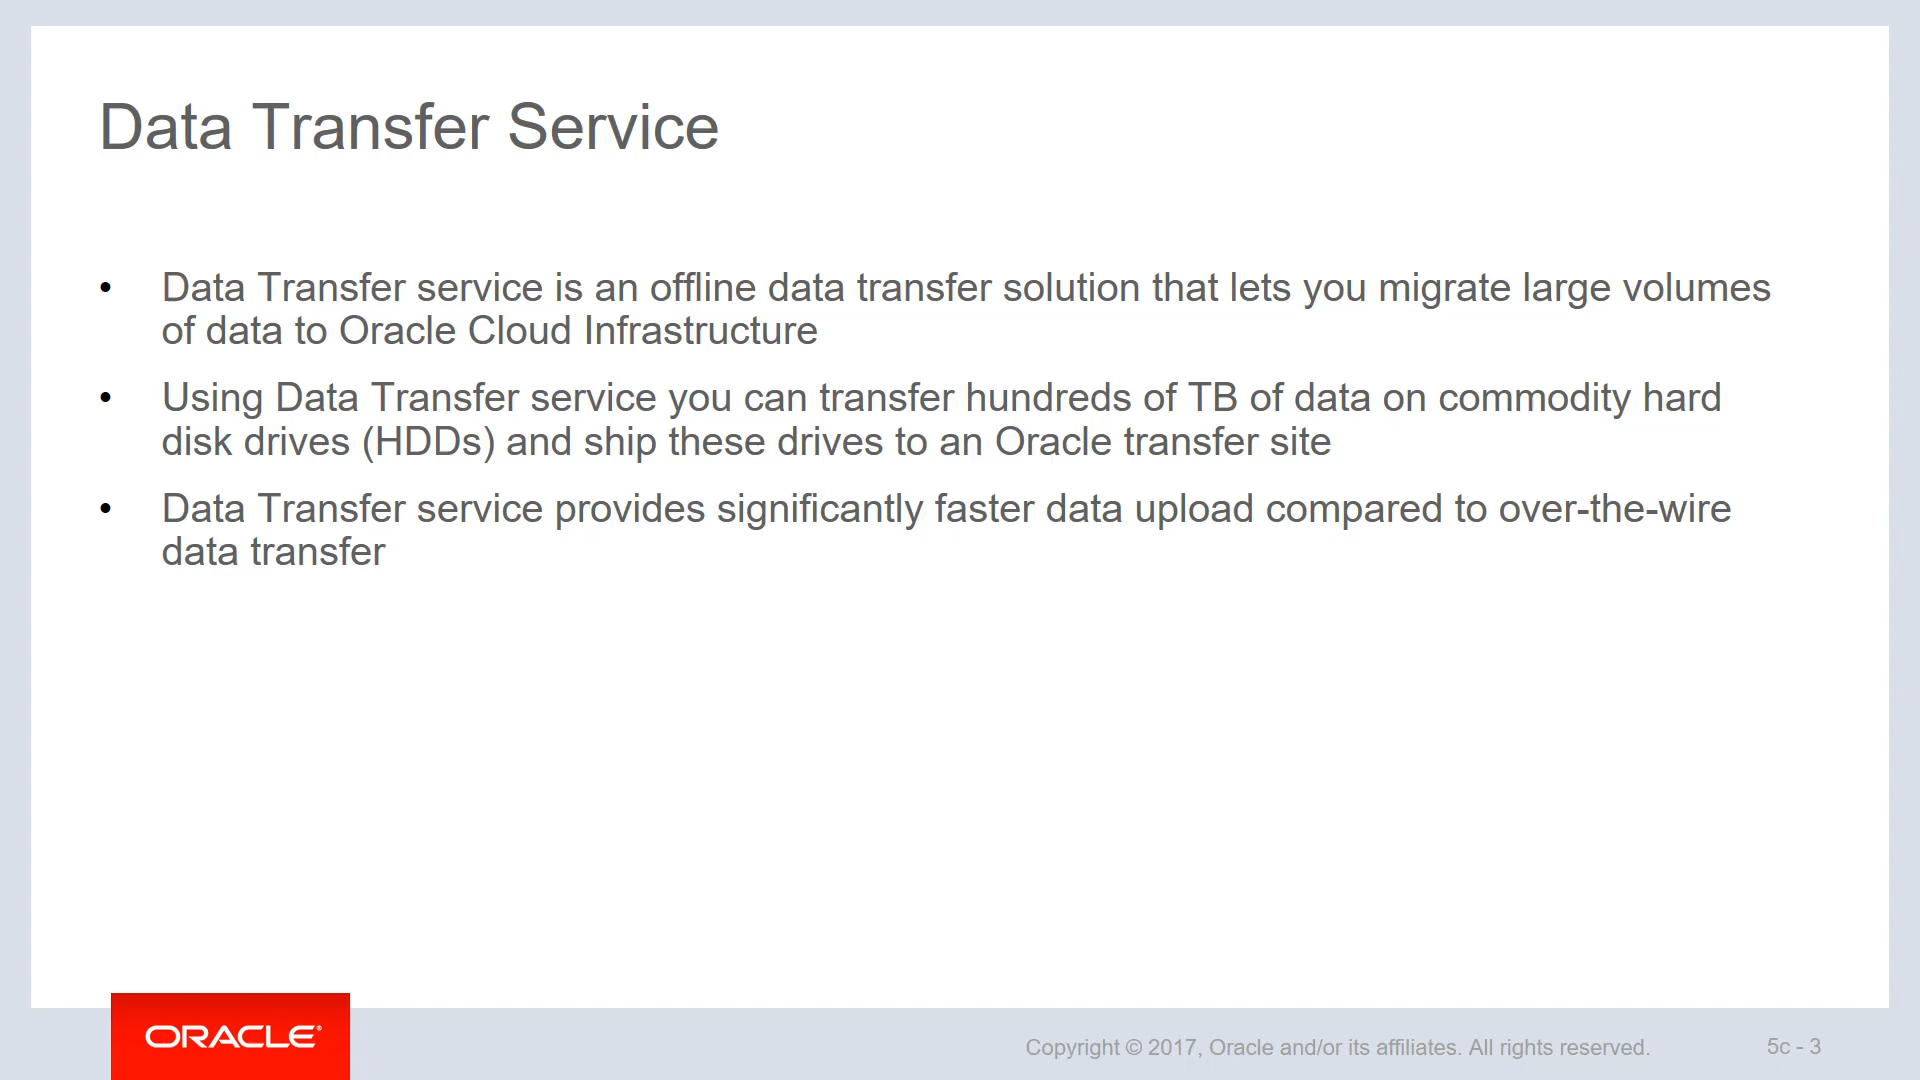 Data Transfer Service
• Data Transfer service is an offline data transfer solution that lets you migrate large volumes
of data to Oracle Cloud Infrastructure
• Using Data Transfer service you can transfer hundreds of TB of data on commodity hard
disk drives (HDDs) and ship these drives to an Oracle transfer site
• Data Transfer service provides significantly faster data upload compared to over-the-wire
data transfer
ORACLE®
Copyright © 2017, Oracle and/or its affiliates. All rights reserved.
5c - 3